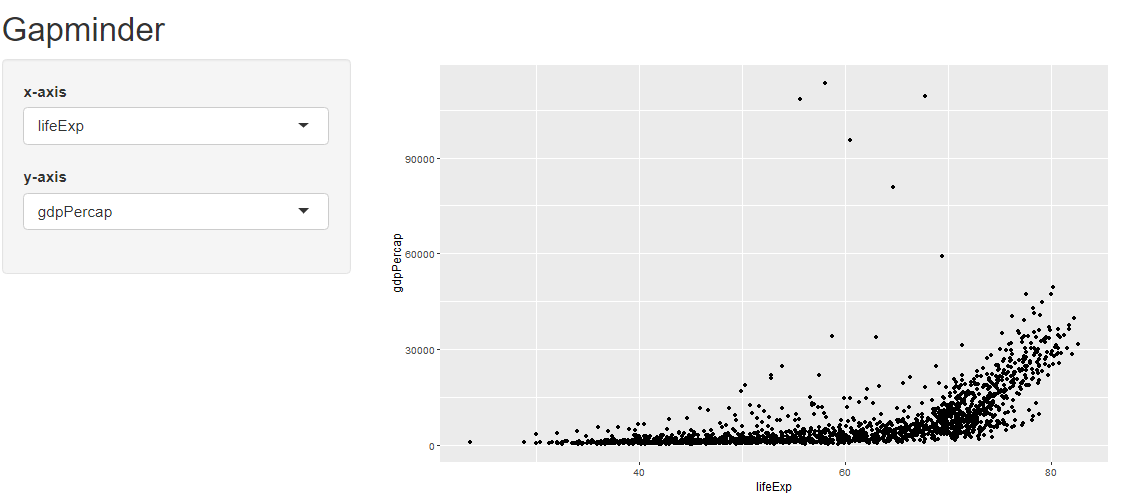 Gapminder
x-axis
lifeExp
y-axis
gdpPercap
gdpPercap
90000
60000
30000
0
40
60
80
lifeExp